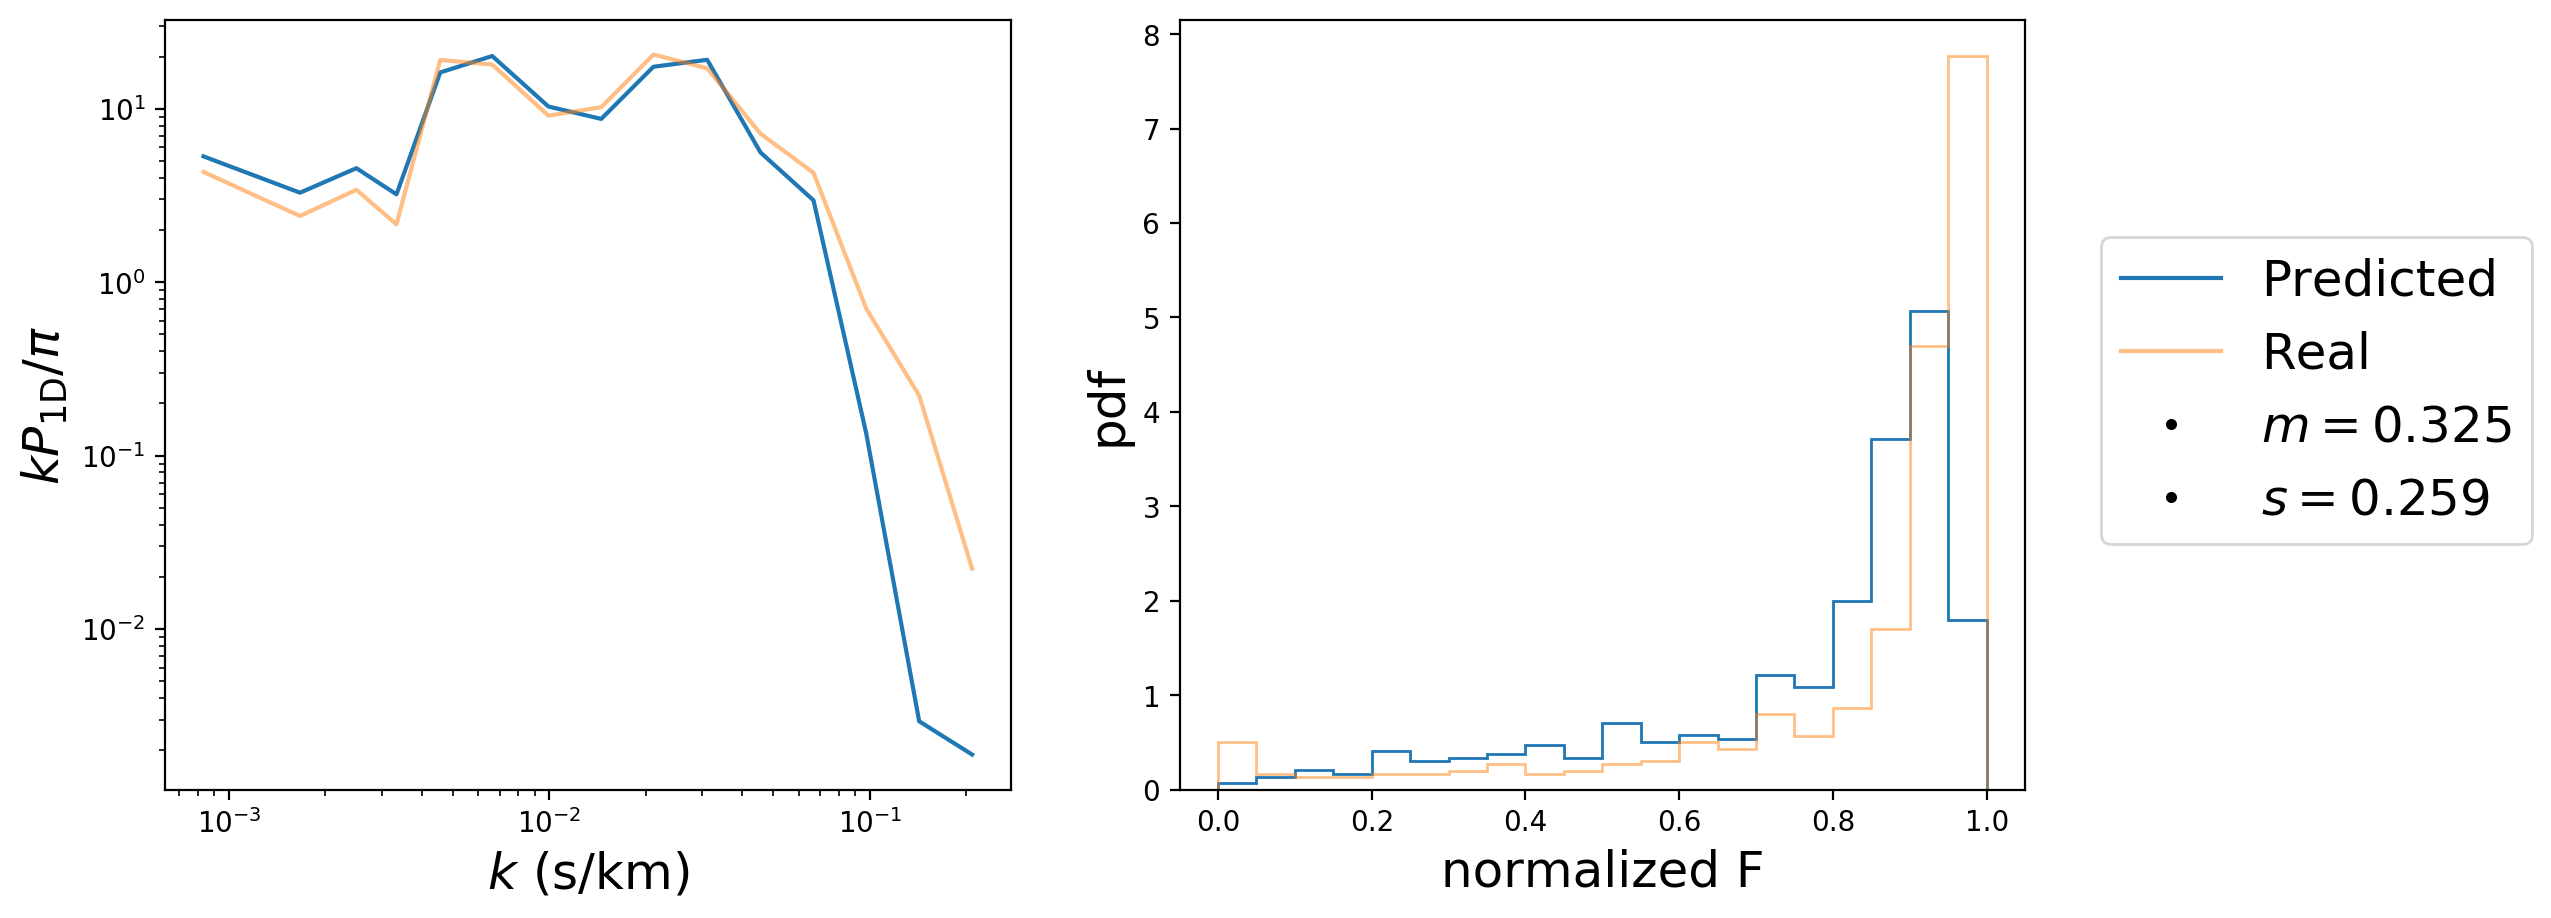 10¹
10⁰
10⁻¹
10⁻²
kP₁D/π
10⁻³
10⁻²
10⁻¹
k (s/km)
8
7
6
5
4
3
2
1
0
pdf
0.0
0.2
0.4
0.6
0.8
1.0
normalized F
Predicted
Real
m = 0.325
s = 0.259